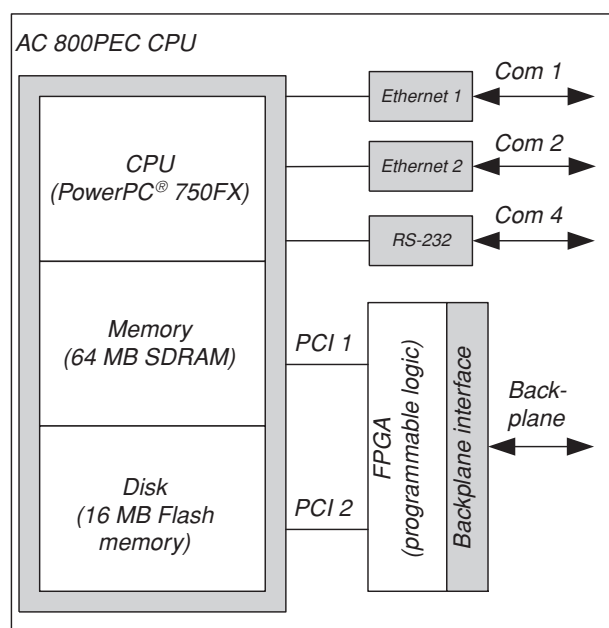 AC 800PEC CPU
CPU
(PowerPC® 750FX)
Memory
(64 MB SDRAM)
Disk
(16 MB Flash
memory)
Ethernet 1
Com 1
Ethernet 2
Com 2
RS-232
Com 4
PCI 1
PCI 2
FPGA
(programmable logic)
Backplane interface
Back-
plane